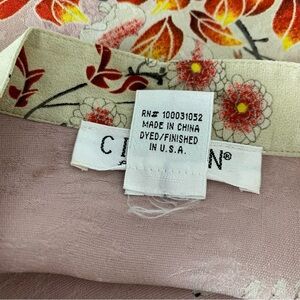 RN# 100031052
MADE IN CHINA
DYED/FINISHED
IN U.S.A.